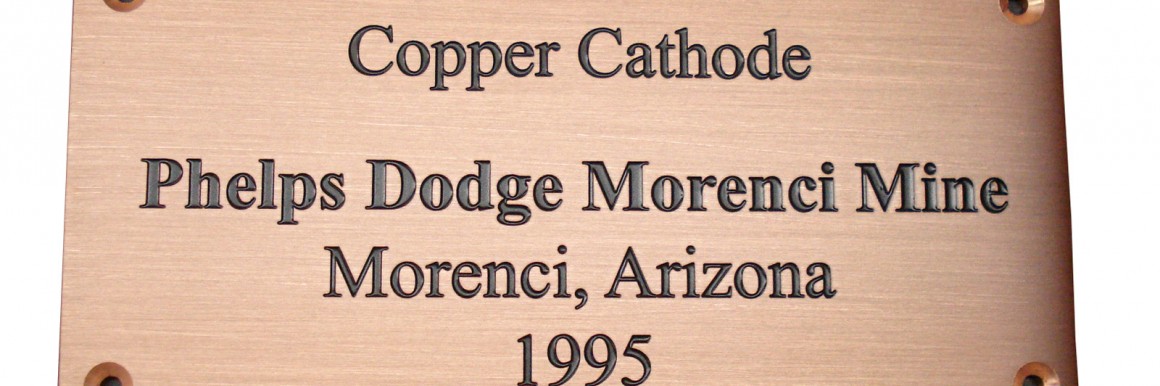 Copper Cathode
Phelps Dodge Morenci Mine
Morenci, Arizona
1995